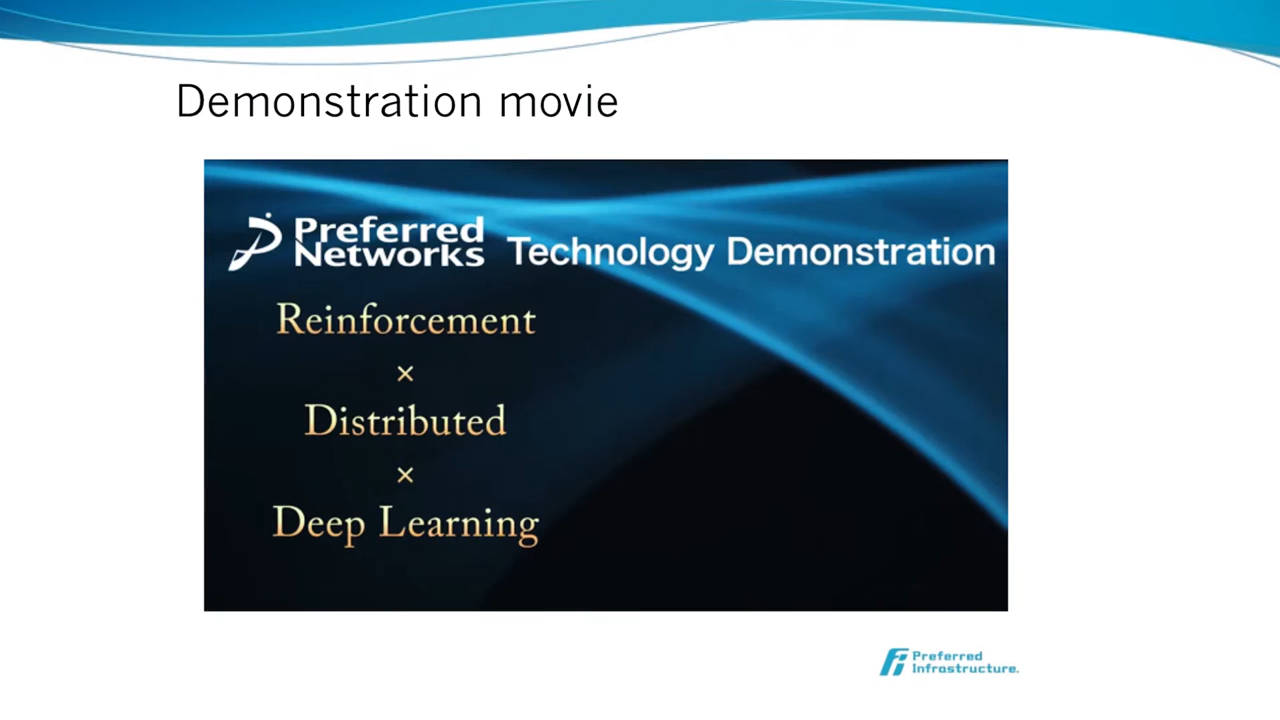 Demonstration movie
Preferred
Networks
Technology Demonstration
Reinforcement
×
Distributed
×
Deep Learning
Preferred
Infrastructure.